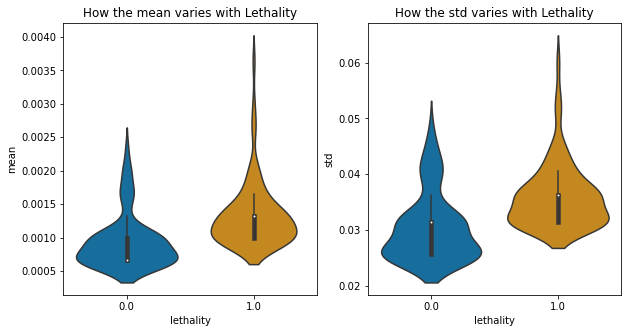 How the mean varies with Lethality
0.0040
0.0035
0.0030
0.0025
0.0020
0.0015
0.0010
0.0005
mean
0.0
1.0
lethality
How the std varies with Lethality
0.06
0.05
0.04
0.03
0.02
std
0.0
1.0
lethality